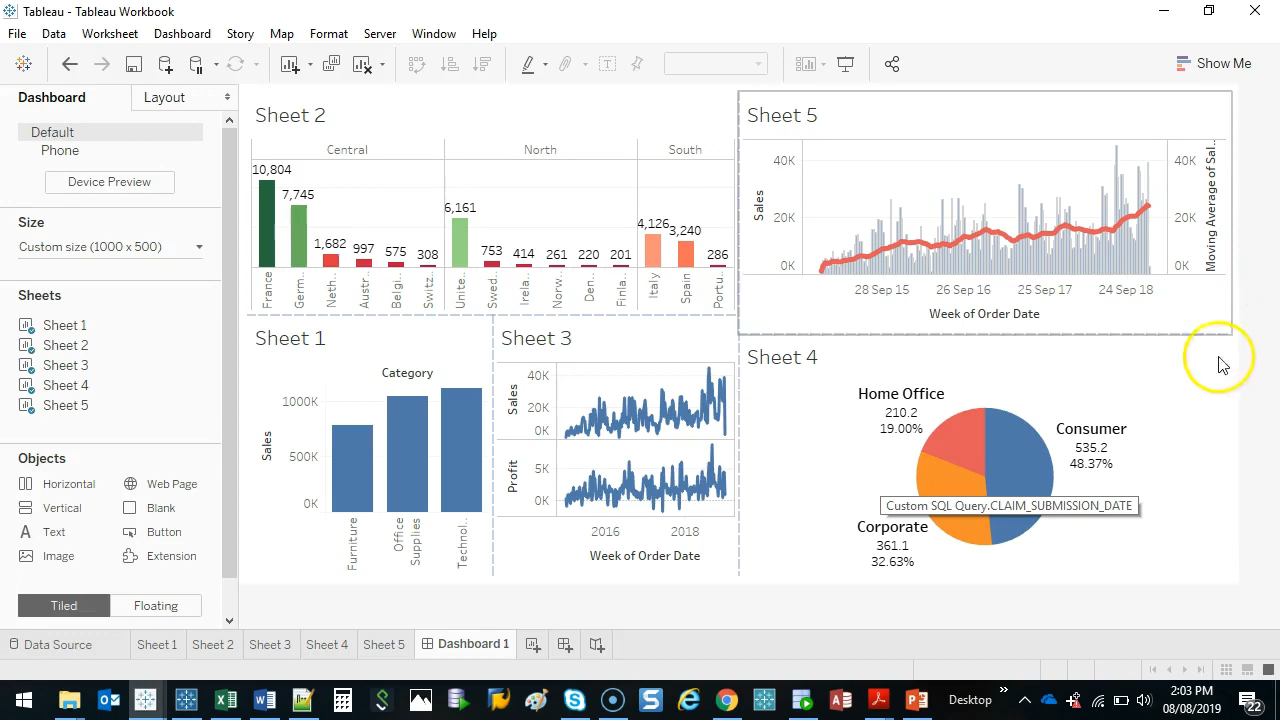 Tableau - Tableau Workbook
File Data Worksheet Dashboard Story Map Format Server Window Help
Show Me
Dashboard Layout
Default
Phone
Device Preview
Size
Custom size (1000 x 500)
Sheets
Sheet 1
Sheet 2
Sheet 3
Sheet 4
Sheet 5
Objects
Horizontal Web Page
Vertical Blank
Text Button
Image Extension
Tiled Floating
Sheet 2
Central North South
10,804
7,745
1,682
997
575
308
6,161
753
414
261
220
201
4,126
3,240
286
France
Germ..
Neth..
Austr..
Belgi..
Switz..
Unite..
Swed..
Irela..
Norw..
Den..
Finla..
Italy
Spain
Portu..
Sheet 5
Sales
40K
20K
0K
40K
20K
0K
Moving Average of Sal..
28 Sep 15 26 Sep 16 25 Sep 17 24 Sep 18
Week of Order Date
Sheet 1
Category
Sales
1000K
500K
0K
Furniture
Office
Supplies
Technol..
Sheet 3
Sales
40K
20K
0K
Profit
5K
0K
2016 2018
Week of Order Date
Sheet 4
Home Office
210.2
19.00%
Consumer
535.2
48.37%
Custom SQL Query.CLAIM_SUBMISSION_DATE
Corporate
361.1
32.63%
Data Source Sheet 1 Sheet 2 Sheet 3 Sheet 4 Sheet 5 Dashboard 1
Desktop
2:03 PM
08/08/2019
22